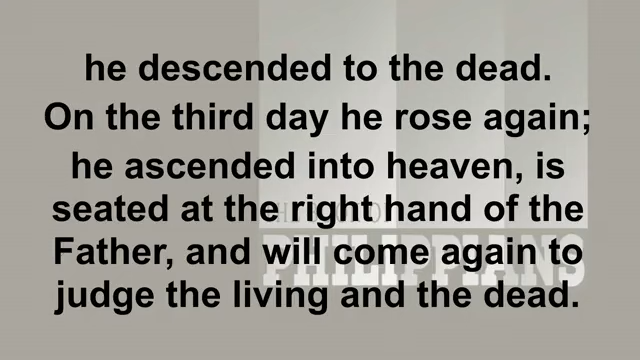 he descended to the dead.
On the third day he rose again;
he ascended into heaven, is
seated at the right hand of the
Father, and will come again to
PHILIPPIANS
judge the living and the dead.